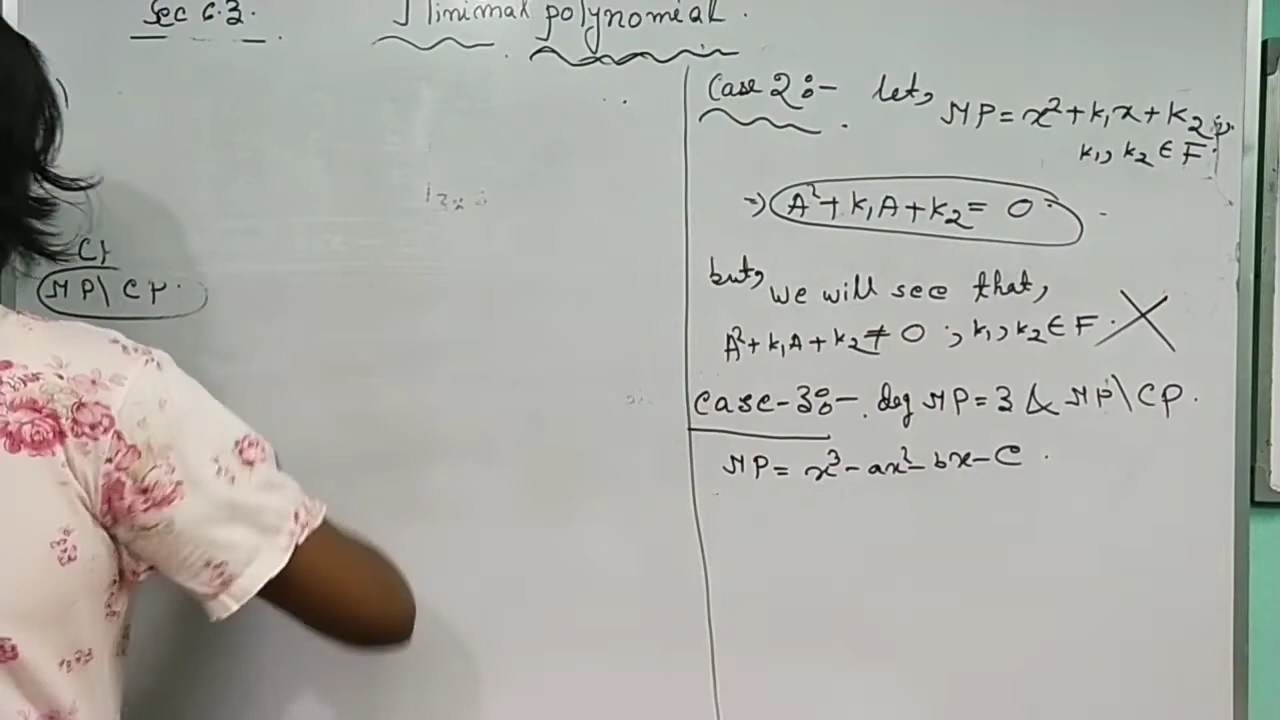 Sec 6.3.
Minimal polynomial.
CP
MP\CP.
Case 2:- let, MP = x²+k₁x+k₂;
k₁, k₂ ∈ F.
⇒ A²+k₁A+k₂ = 0.
but, we will see that,
A²+k₁A+k₂ ≠ 0 ; k₁, k₂ ∈ F.
Case-3:- deg MP = 3 & MP\CP.
MP = x³-ax²-bx-c.